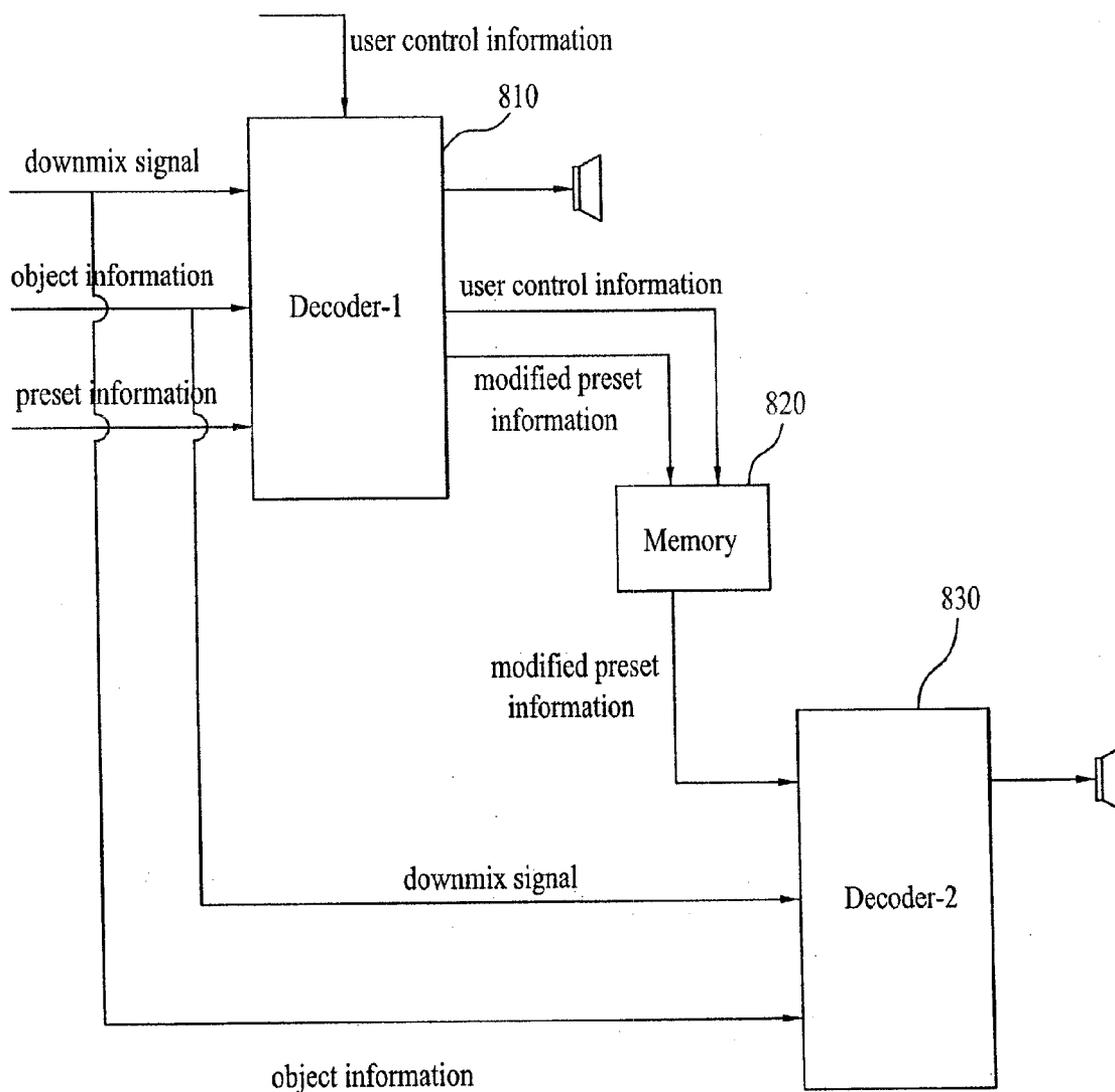 user control information
810
downmix signal
object information
user control information
Decoder-1
preset information
modified preset
information
820
Memory
830
modified preset
information
downmix signal
Decoder-2
object information